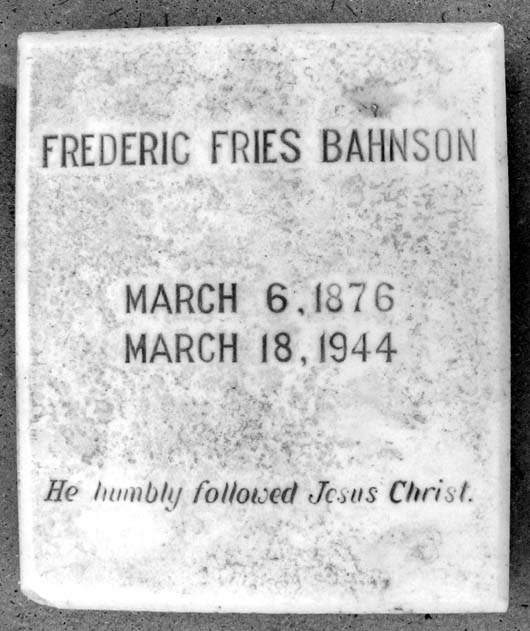 FREDERIC FRIES BAHNSON
MARCH 6, 1876
MARCH 18, 1944
He humbly followed Jesus Christ.